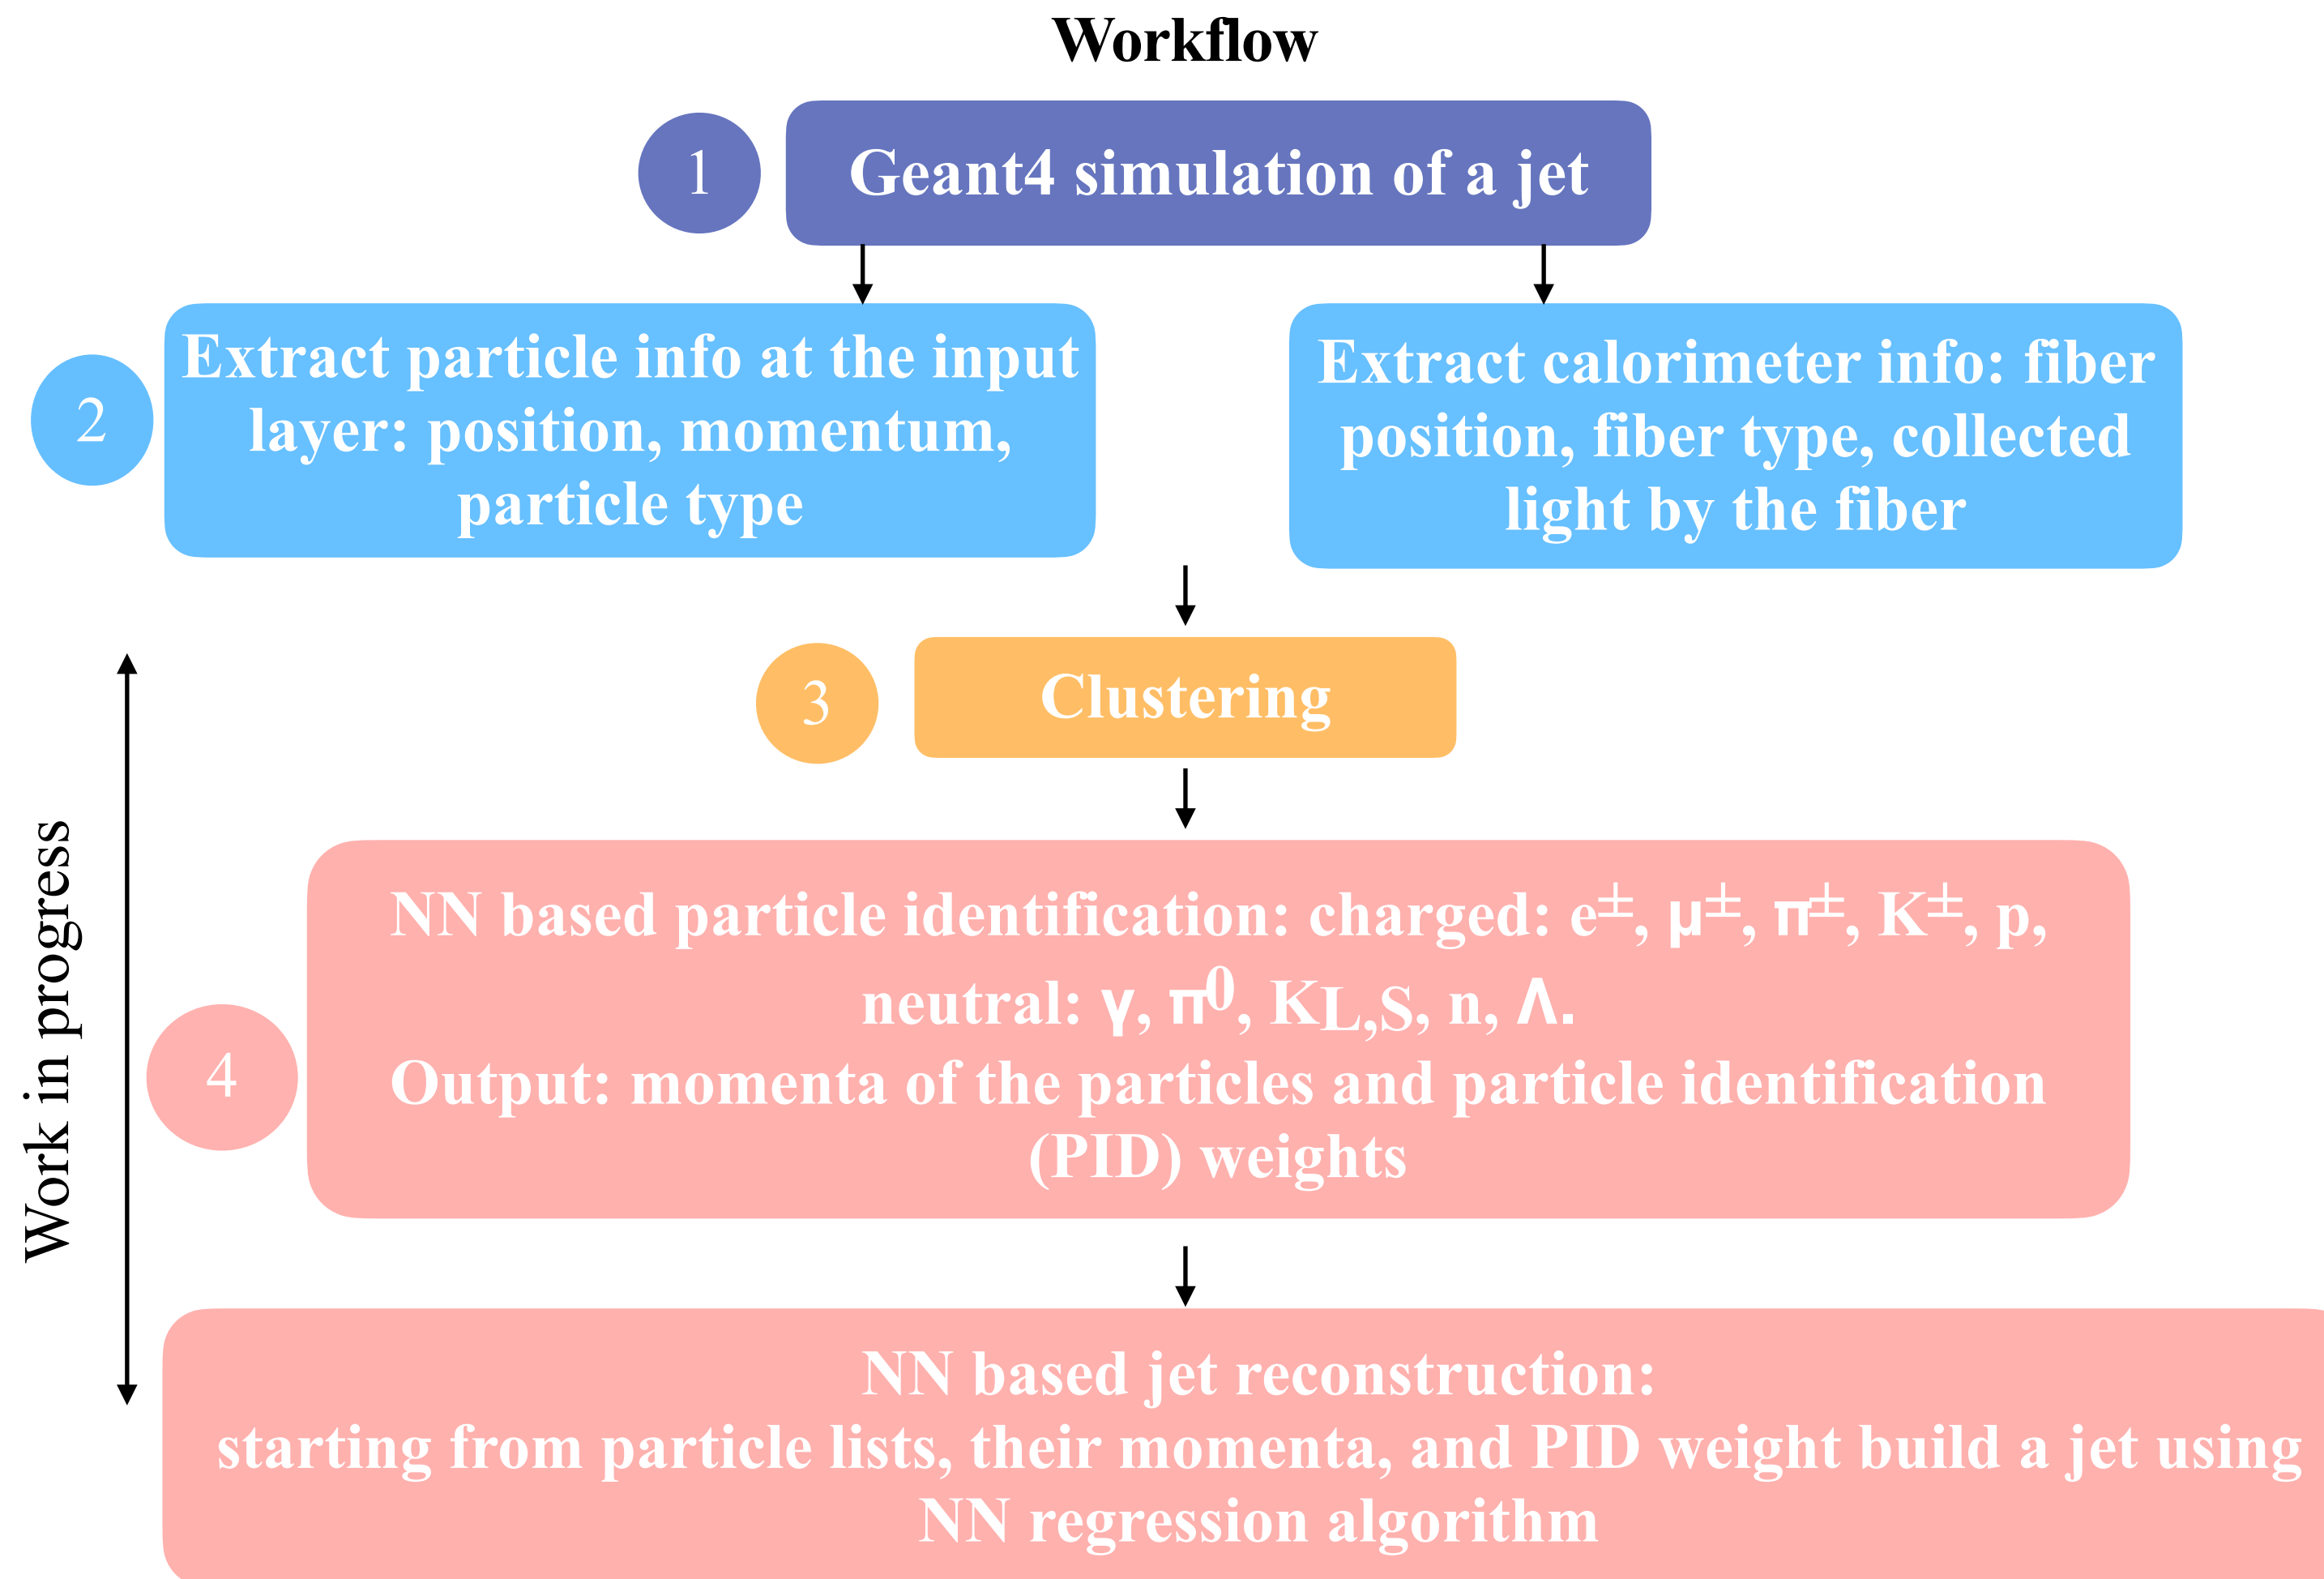 Workflow
1
Geant4 simulation of a jet
2
Extract particle info at the input
layer: position, momentum,
particle type
Extract calorimeter info: fiber
position, fiber type, collected
light by the fiber
3
Clustering
Work in progress
4
NN based particle identification: charged: e±, μ±, π±, K±, p,
neutral: γ, π⁰, KL,S, n, Λ.
Output: momenta of the particles and particle identification
(PID) weights
NN based jet reconstruction:
starting from particle lists, their momenta, and PID weight build a jet using
NN regression algorithm